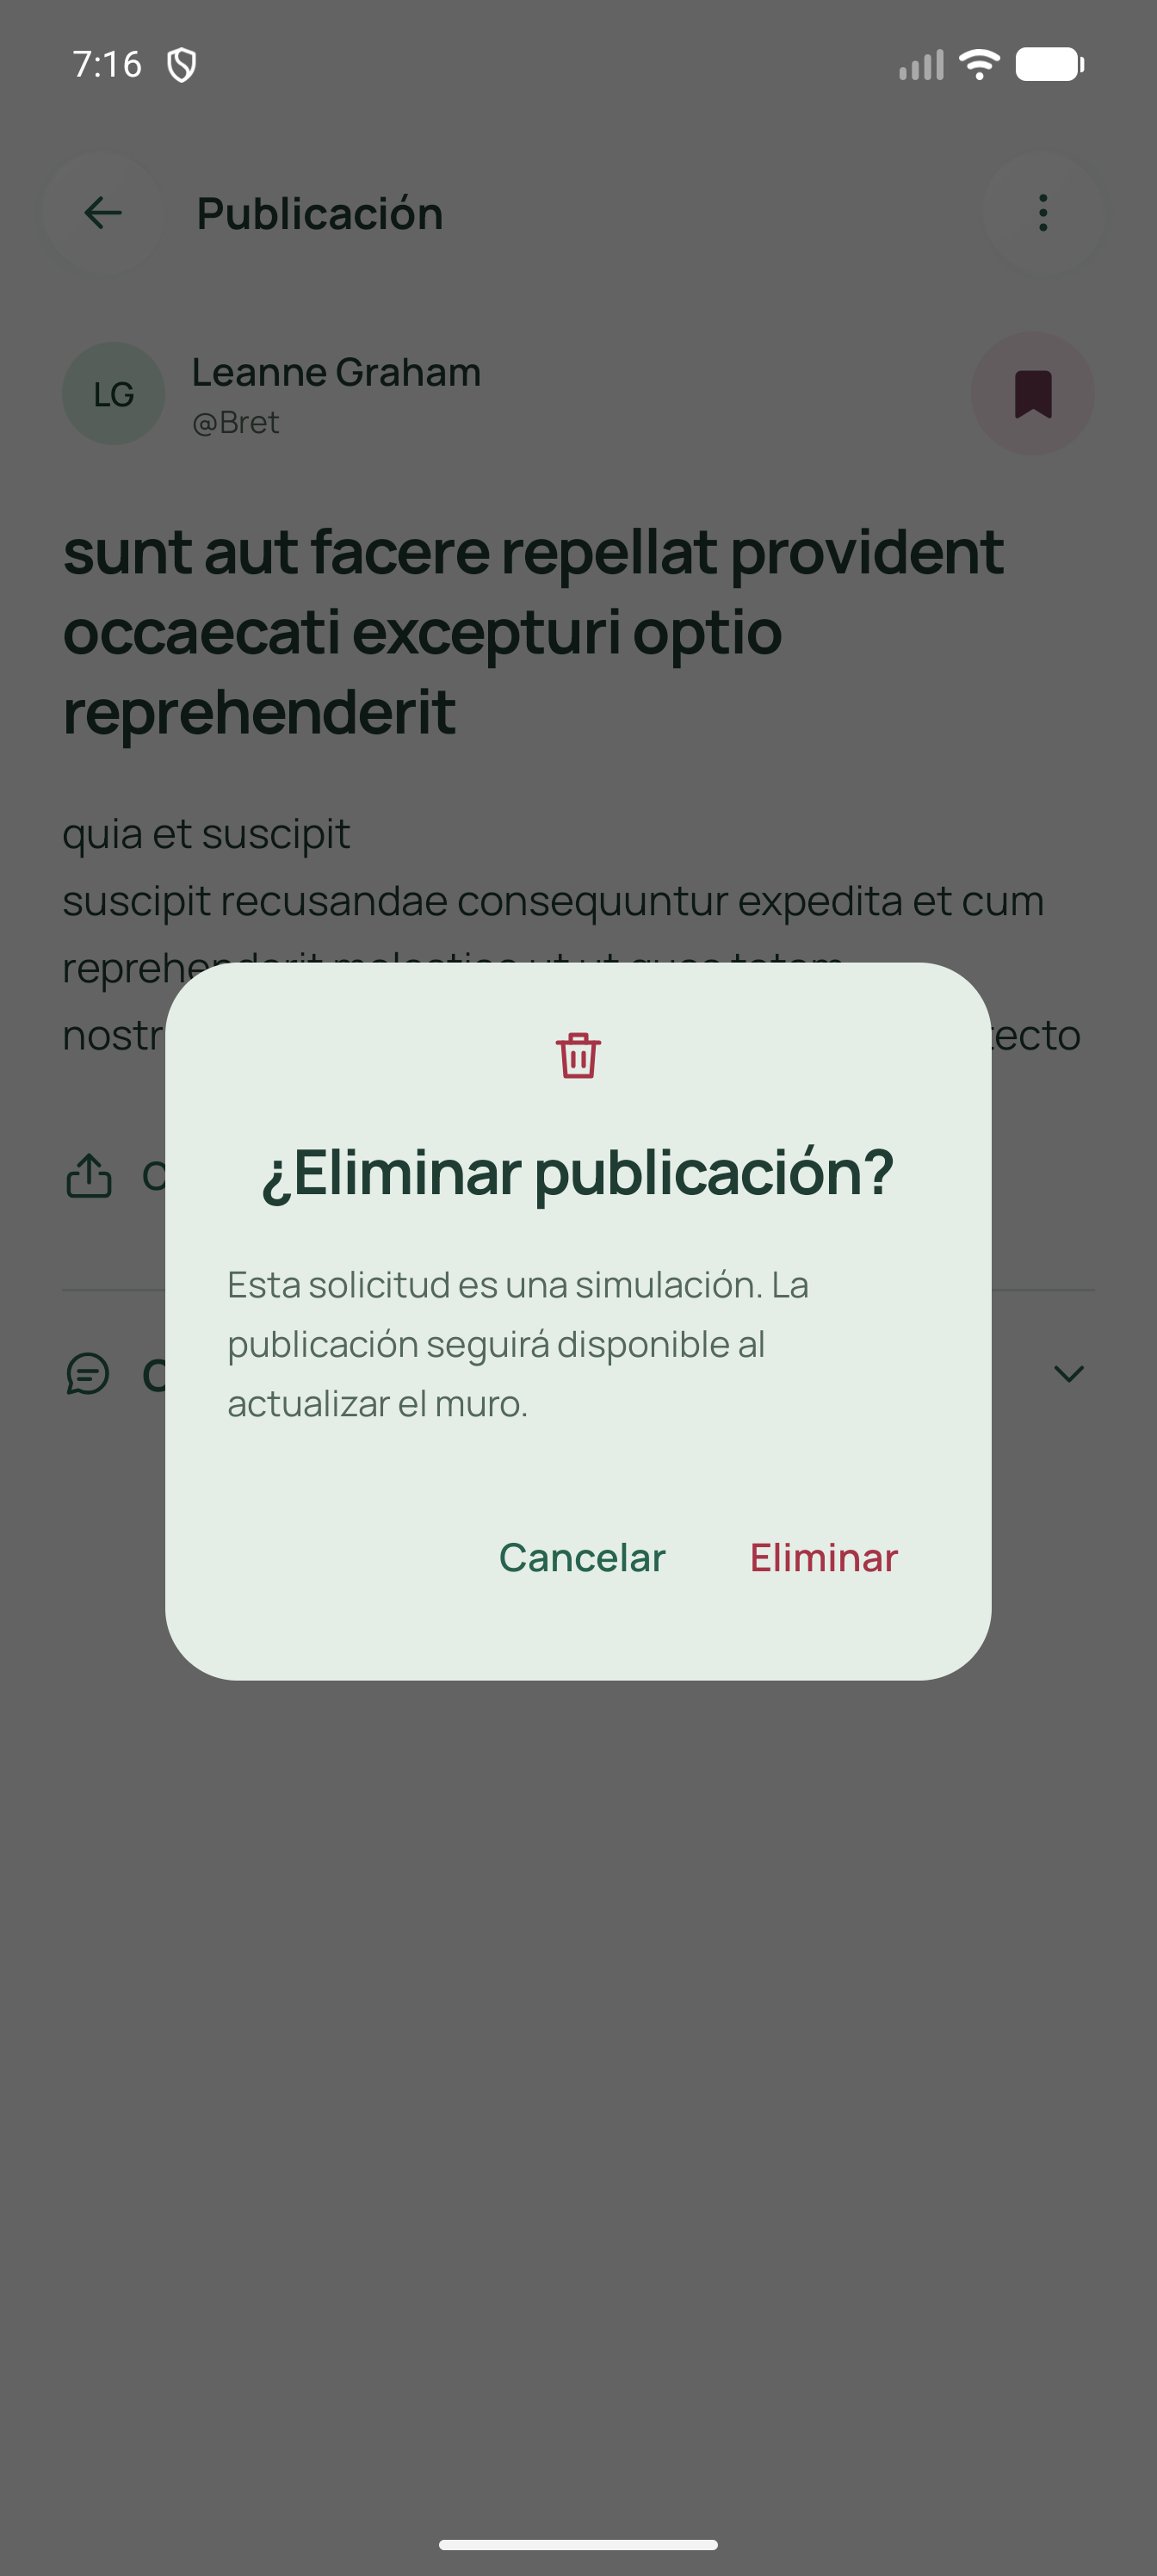 7:16
Publicación
LG
Leanne Graham
@Bret
sunt aut facere repellat provident
occaecati excepturi optio
reprehenderit
quia et suscipit
suscipit recusandae consequuntur expedita et cum
¿Eliminar publicación?
Esta solicitud es una simulación. La
publicación seguirá disponible al
actualizar el muro.
Cancelar
Eliminar